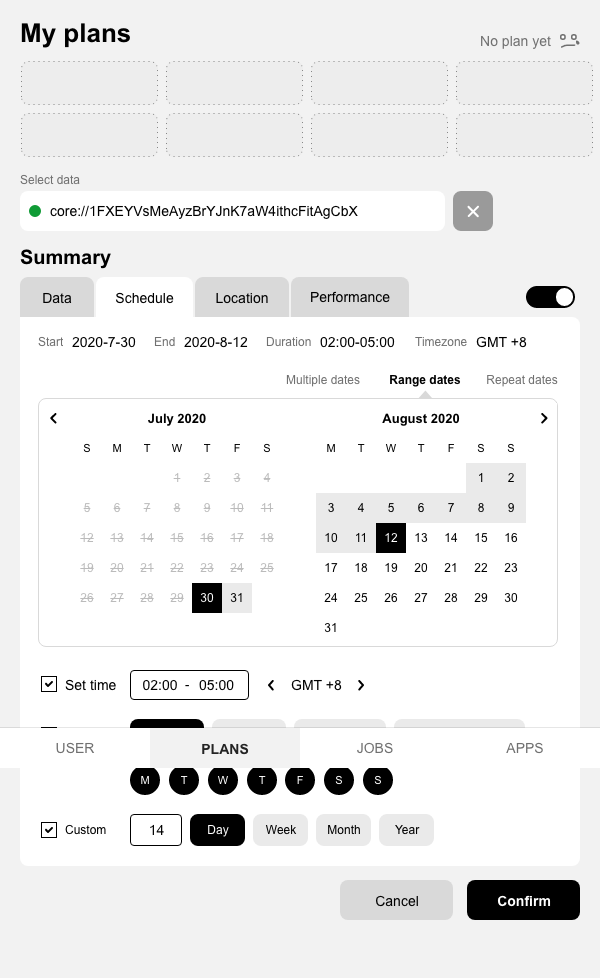 My plans
No plan yet
Select data
core://1FXEYVsMeAyzBrYJnK7aW4ithcFitAgCbX
Summary
Data Schedule Location Performance
Start 2020-7-30 End 2020-8-12 Duration 02:00-05:00 Timezone GMT +8
Multiple dates Range dates Repeat dates
July 2020
S M T W T F S
1 2 3 4
5 6 7 8 9 10 11
12 13 14 15 16 17 18
19 20 21 22 23 24 25
26 27 28 29 30 31
August 2020
M T W T F S S
1 2
3 4 5 6 7 8 9
10 11 12 13 14 15 16
17 18 19 20 21 22 23
24 25 26 27 28 29 30
31
Set time 02:00 - 05:00 GMT +8
USER PLANS JOBS APPS
M T W T F S S
Custom 14 Day Week Month Year
Cancel Confirm